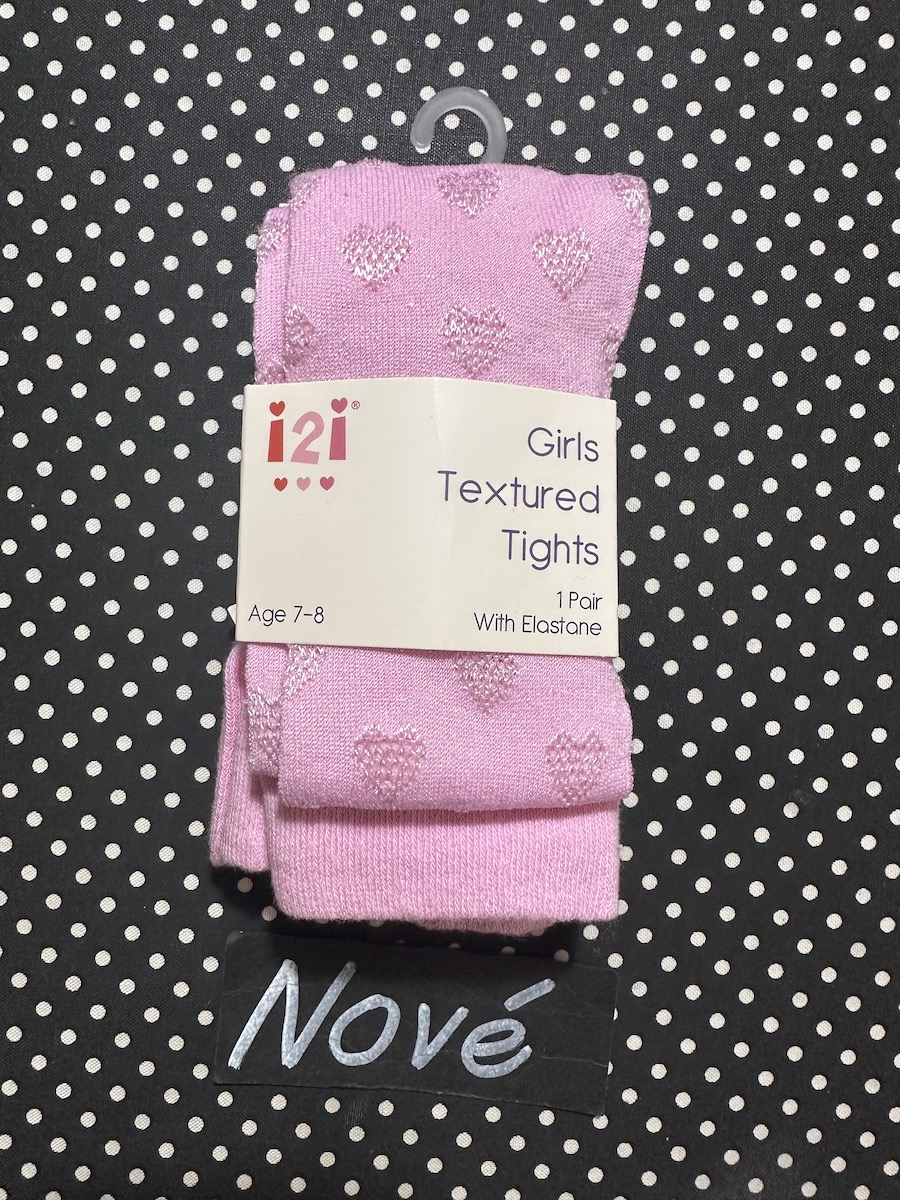 i2i®
Girls
Textured
Tights
Age 7-8
1 Pair
With Elastane
Nové